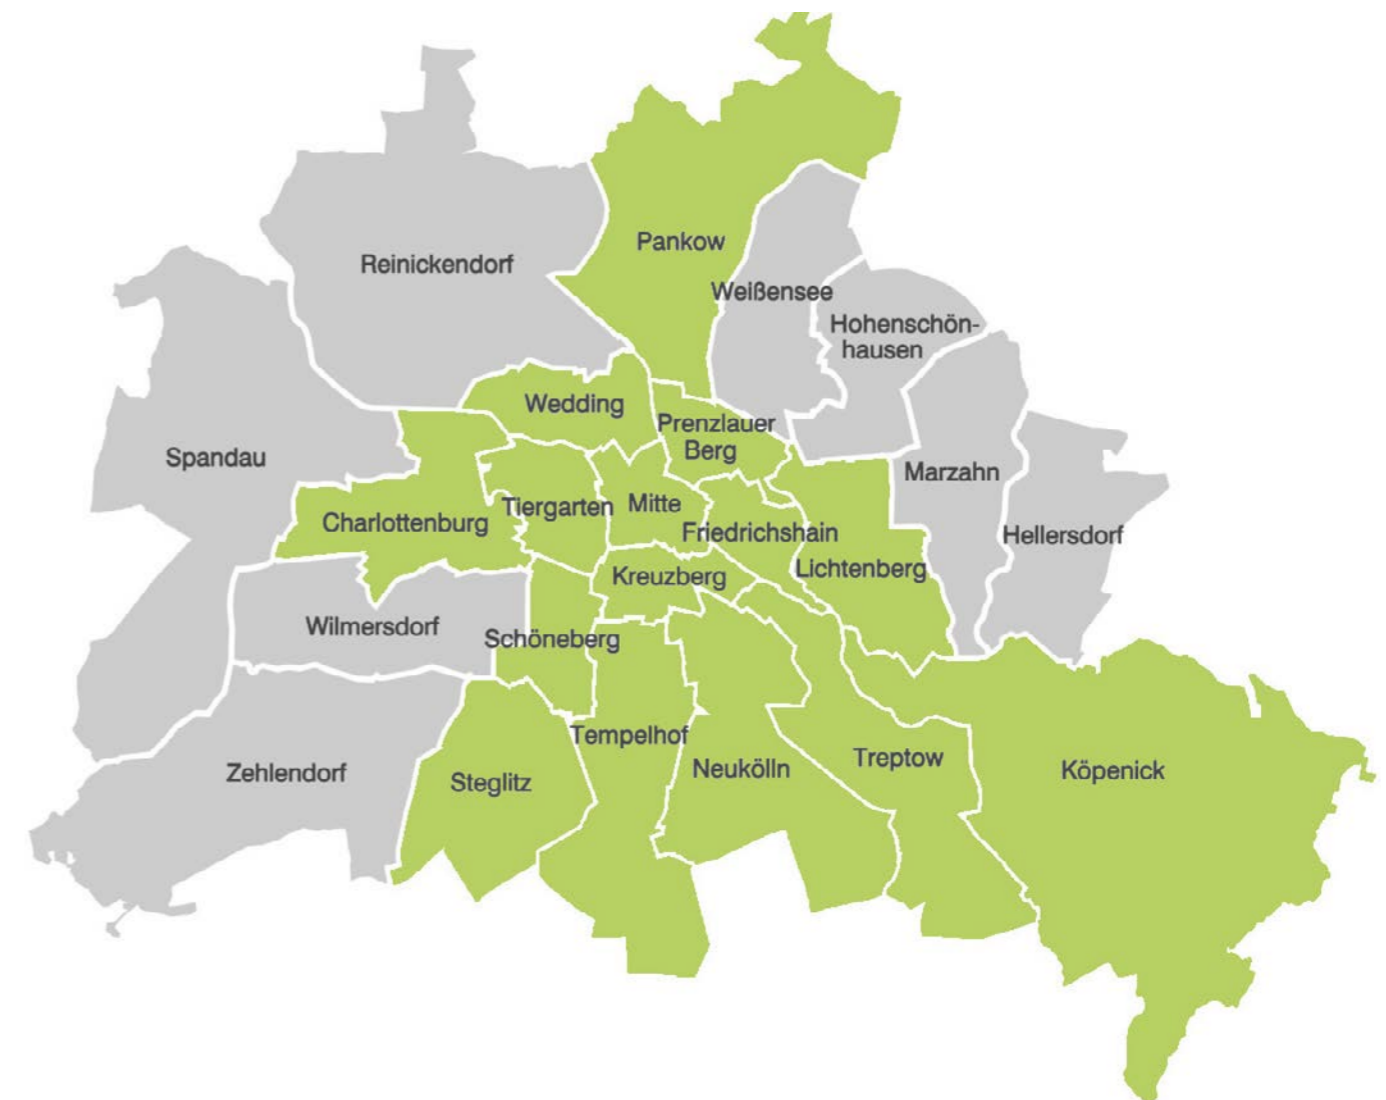 Pankow
Reinickendorf
Weißensee
Hohenschön-
hausen
Wedding
Prenzlauer
Berg
Spandau
Marzahn
Tiergarten
Mitte
Charlottenburg
Friedrichshain
Hellersdorf
Lichtenberg
Kreuzberg
Wilmersdorf
Schöneberg
Tempelhof
Treptow
Neukölln
Köpenick
Zehlendorf
Steglitz